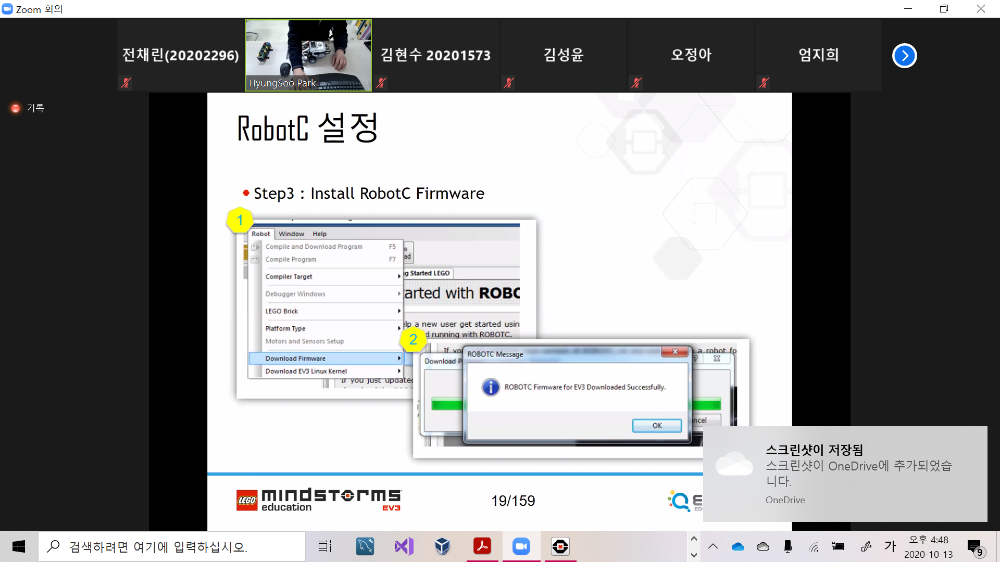 Zoom 회의
전채린(20202296)
HyungSoo Park
김현수 20201573
김성윤
오정아
엄지희
기록
RobotC 설정
Step3 : Install RobotC Firmware
1
Robot Window Help
Compile and Download Program F5
Compile Program F7
Compiler Target
Debugger Windows
LEGO Brick
Platform Type
Motors and Sensors Setup
Download Firmware
Download EV3 Linux Kernel
g Started LEGO
arted with ROBO
elp a new user get started usin
d running with ROBOTC.
If you just updated
2
If yo
a robot fo
Download P
ROBOTC Message
ROBOTC Firmware for EV3 Downloaded Successfully.
ncel
OK
스크린샷이 저장됨
스크린샷이 OneDrive에 추가되었습
니다.
OneDrive
LEGO mindstorms
education EV3
19/159
검색하려면 여기에 입력하십시오.
가
오후 4:48
2020-10-13
9